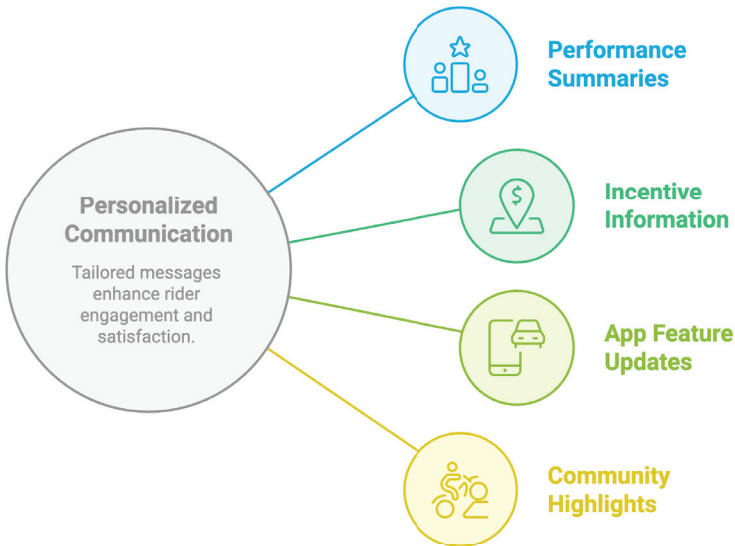 Performance
Summaries
Personalized
Communication
Tailored messages
enhance rider
engagement and
satisfaction.
$
Incentive
Information
App Feature
Updates
Community
Highlights